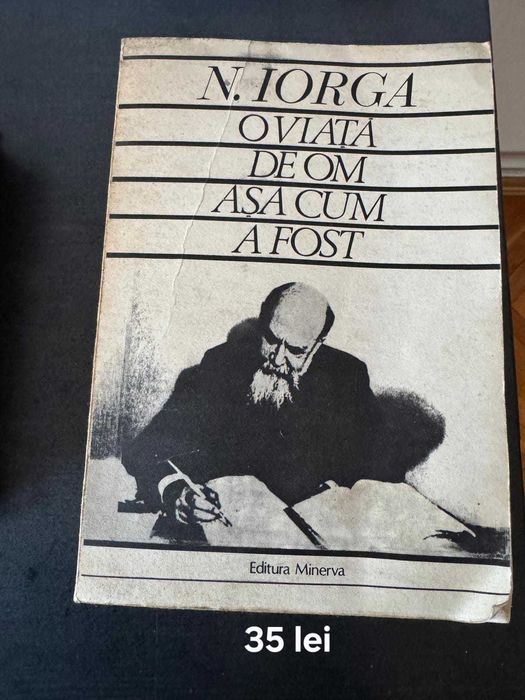 N. IORGA
O VIAȚĂ
DE OM
AȘA CUM
A FOST
Editura Minerva
35 lei